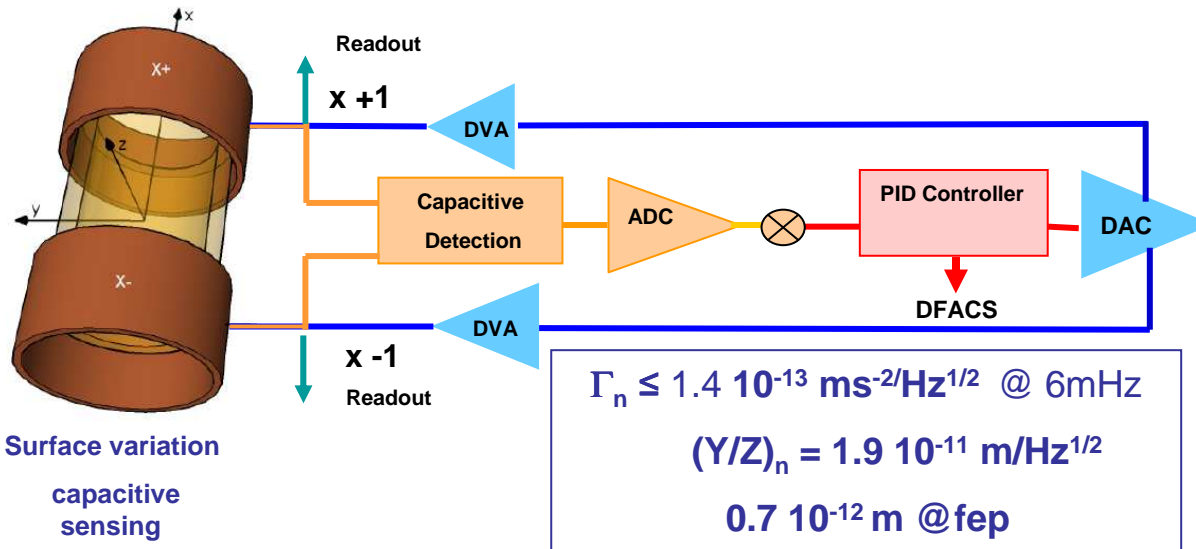 x
Readout
X+
x +1
DVA
z
y
Capacitive
Detection
ADC
PID Controller
DAC
X-
DFACS
DVA
x -1
Readout
Γn ≤ 1.4 10-13 ms-2/Hz1/2 @ 6mHz
(Y/Z)n = 1.9 10-11 m/Hz1/2
0.7 10-12 m @fep
Surface variation
capacitive
sensing